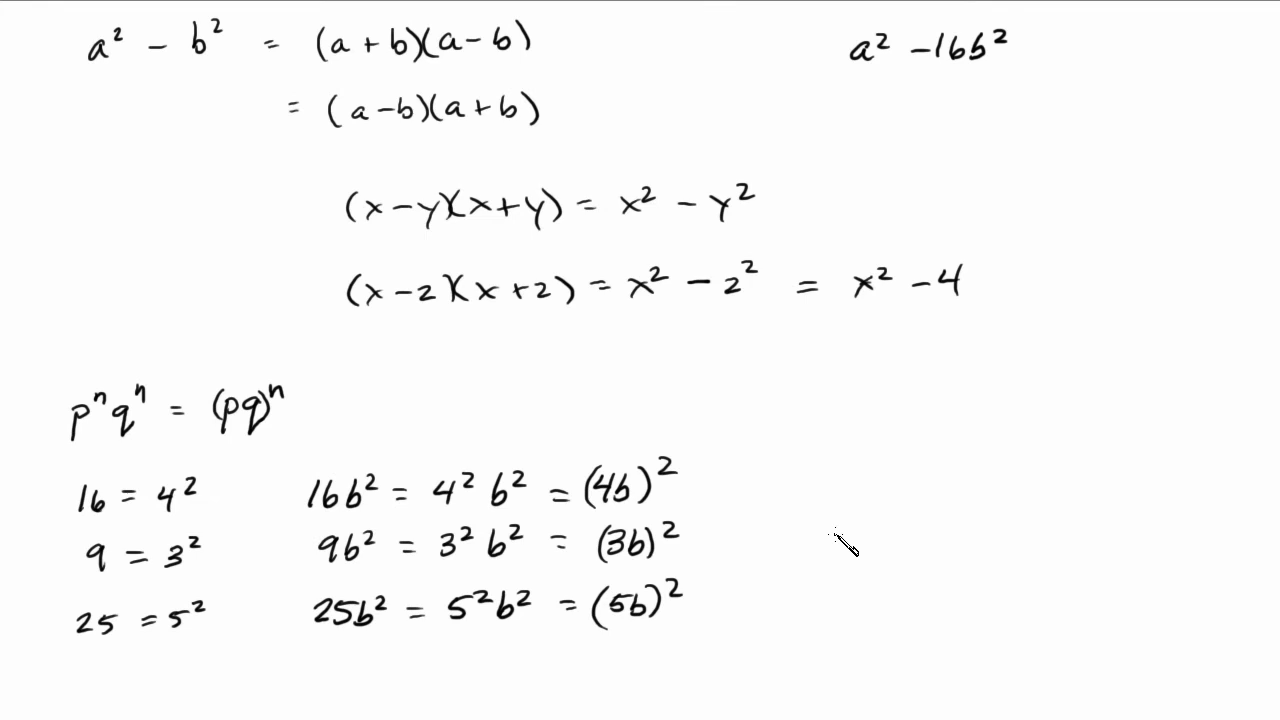 a² - b² = (a + b)(a - b)
a² - 16b²
= (a - b)(a + b)
(x - y)(x + y) = x² - y²
(x - 2)(x + 2) = x² - 2² = x² - 4
pⁿqⁿ = (pq)ⁿ
16 = 4²
16b² = 4² b² = (4b)²
9 = 3²
9b² = 3² b² = (3b)²
25 = 5²
25b² = 5²b² = (5b)²